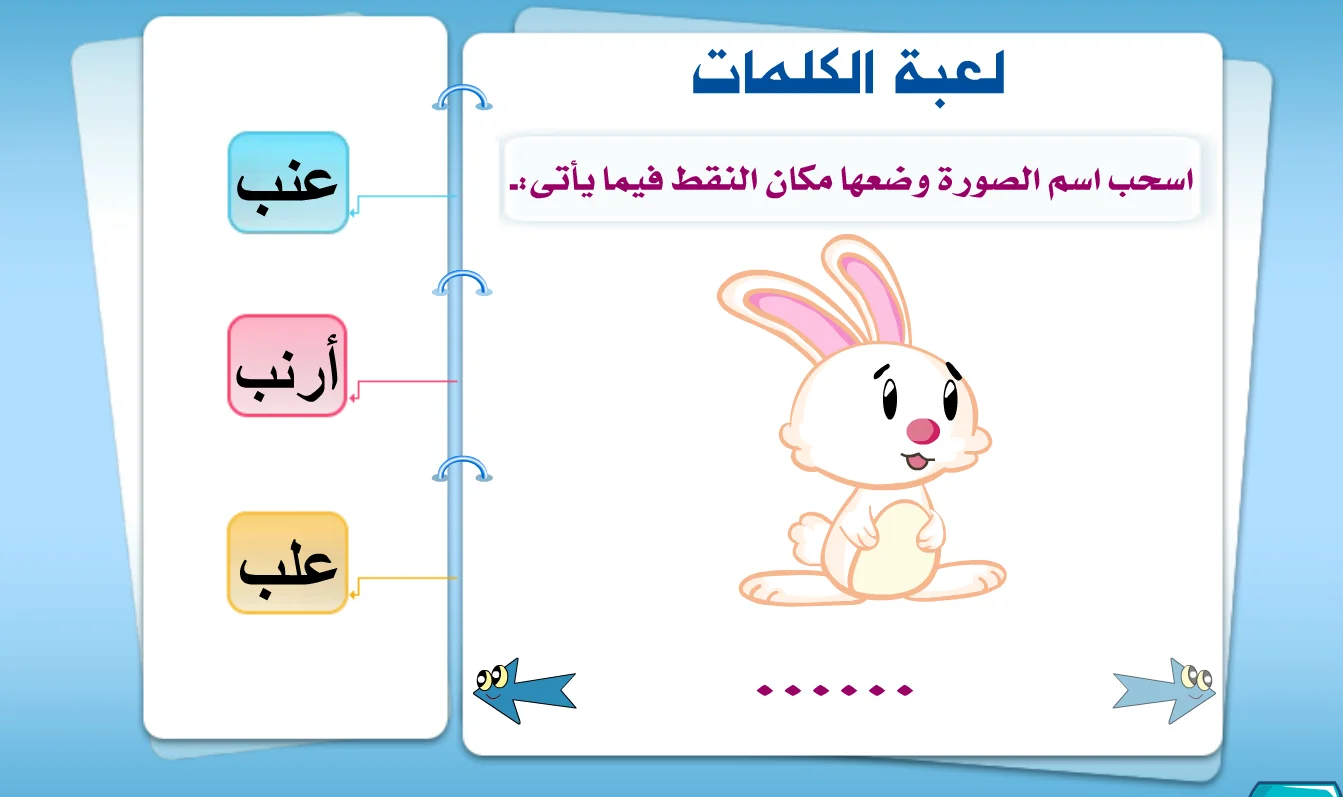 لعبة الكلمات
اسحب اسم الصورة وضعها مكان النقط فيما يأتى :ـ
عنب
أرنب
علب
......